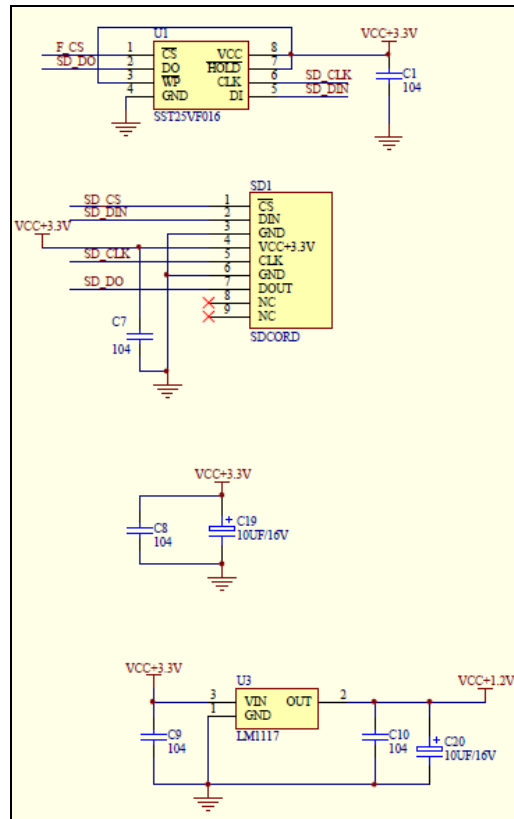 U1
VCC+3.3V
F_CS 1 CS VCC 8
SD_DO 2 DO HOLD 7
3 WP CLK 6 SD_CLK
4 GND DI 5 SD_DIN
SST25VF016
C1
104
SD1
SD_CS 1 CS
SD_DIN 2 DIN
3 GND
VCC+3.3V 4 VCC+3.3V
SD_CLK 5 CLK
6 GND
SD_DO 7 DOUT
8 NC
9 NC
SDCORD
C7
104
VCC+3.3V
C8
104
+ C19
10UF/16V
VCC+3.3V
U3
VCC+1.2V
3 VIN OUT 2
1 GND
LM1117
C9
104
C10
104
+ C20
10UF/16V